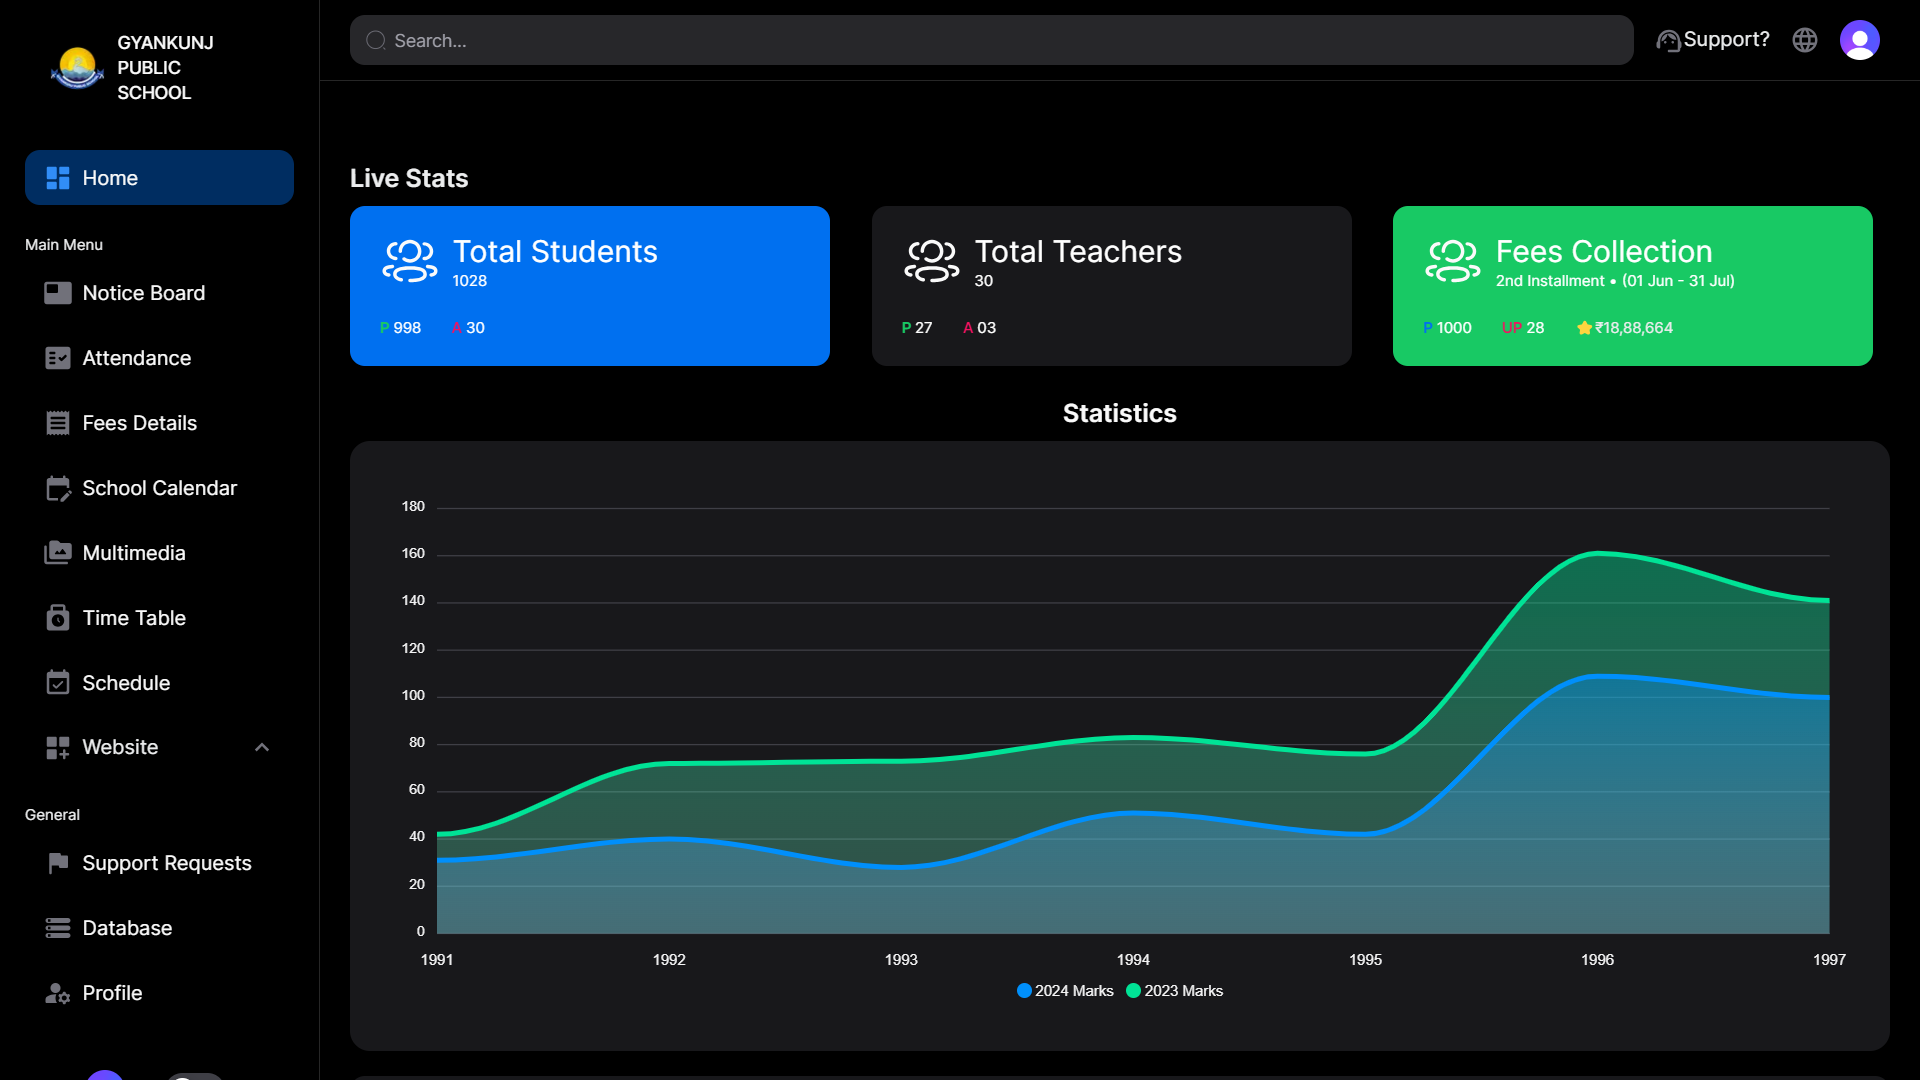 GYANKUNJ
PUBLIC
SCHOOL
Home
Main Menu
Notice Board
Attendance
Fees Details
School Calendar
Multimedia
Time Table
Schedule
Website
General
Support Requests
Database
Profile
Search...
Support?
Live Stats
Total Students
1028
P 998 A 30
Total Teachers
30
P 27 A 03
Fees Collection
2nd Installment • (01 Jun - 31 Jul)
P 1000 UP 28 ₹18,88,664
Statistics
180
160
140
120
100
80
60
40
20
0
1991 1992 1993 1994 1995 1996 1997
2024 Marks 2023 Marks